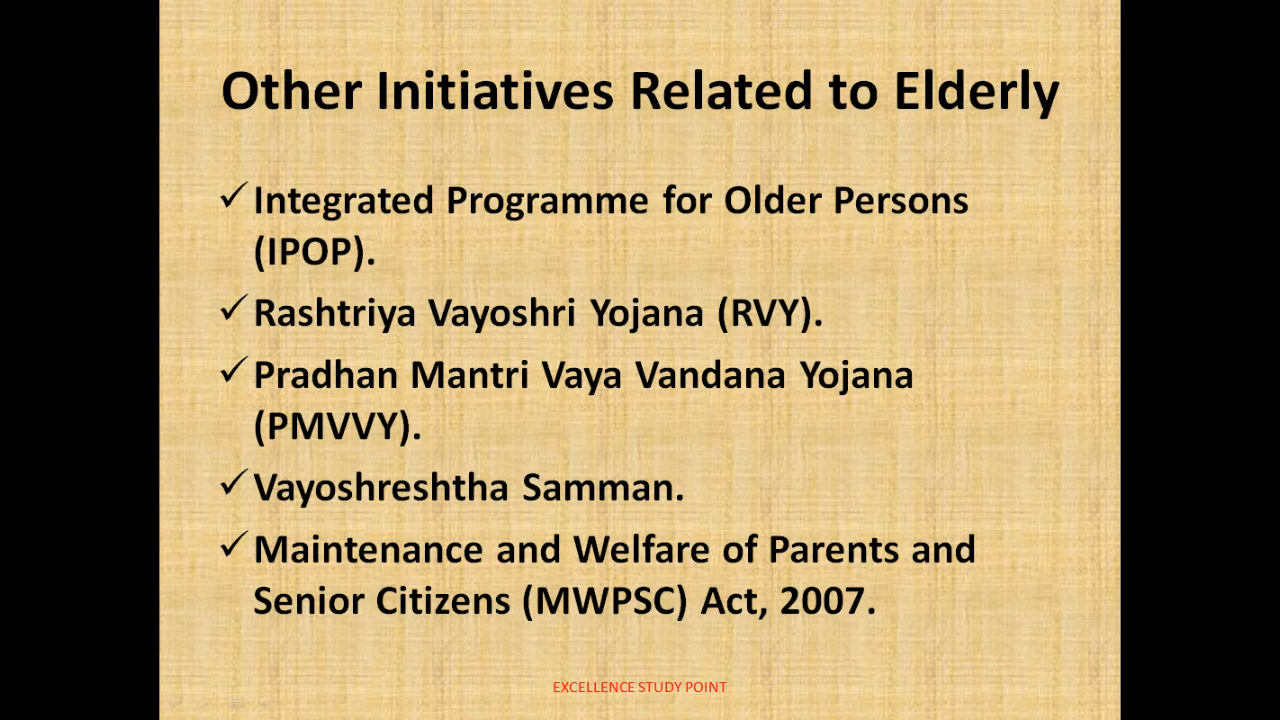 Other Initiatives Related to Elderly
✓Integrated Programme for Older Persons
(IPOP).
✓Rashtriya Vayoshri Yojana (RVY).
✓Pradhan Mantri Vaya Vandana Yojana
(PMVVY).
✓Vayoshreshtha Samman.
✓Maintenance and Welfare of Parents and
Senior Citizens (MWPSC) Act, 2007.
EXCELLENCE STUDY POINT